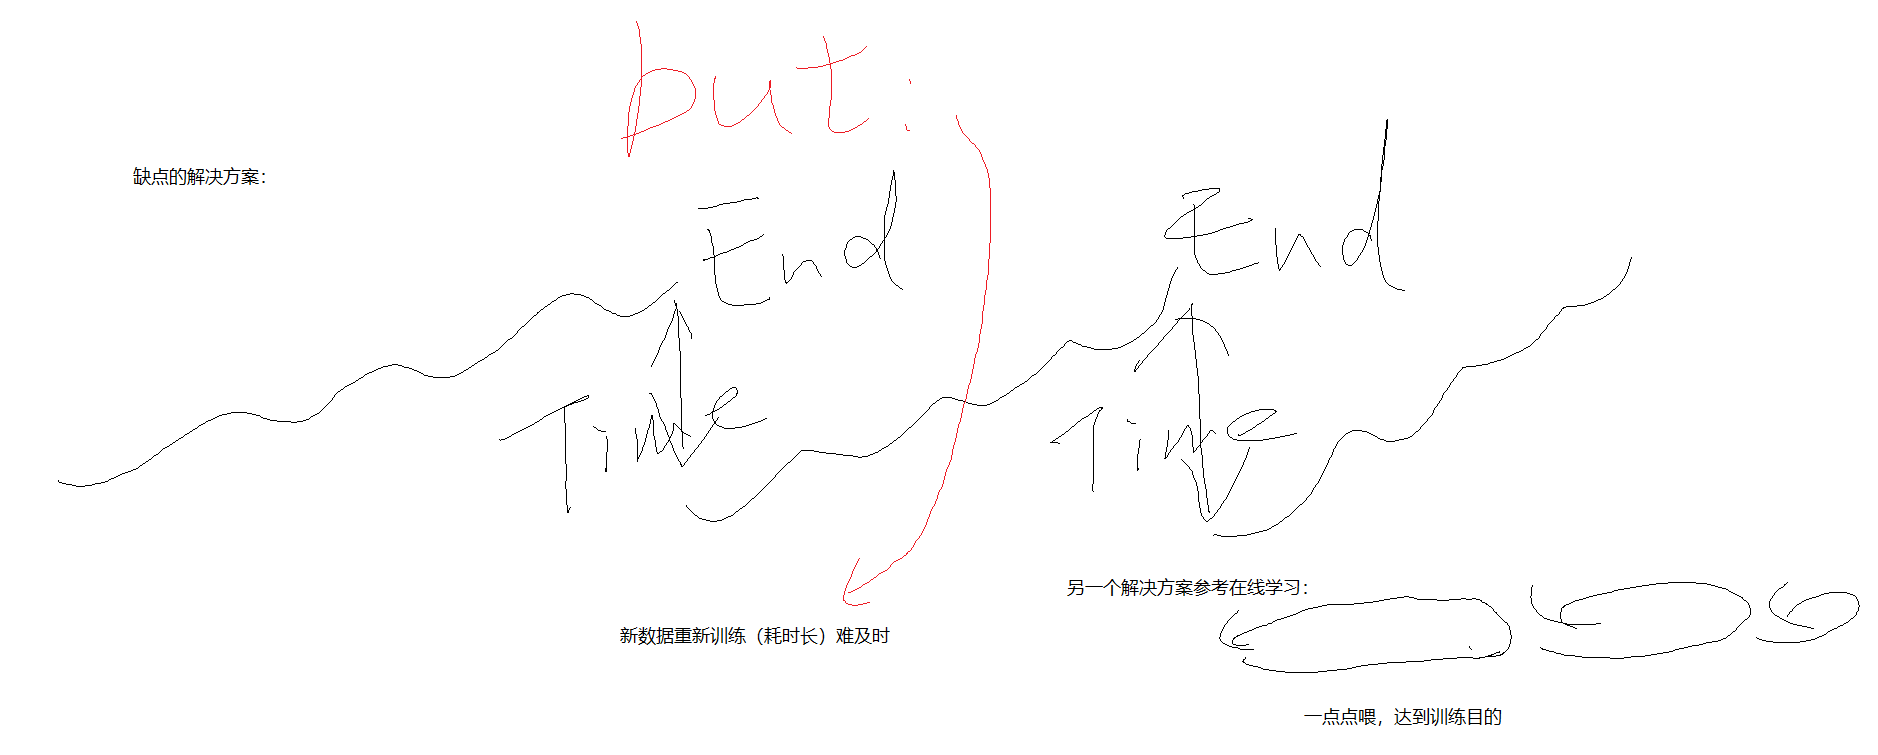 but:
缺点的解决方案：
End
End
Time
Time
另一个解决方案参考在线学习：
新数据重新训练（耗时长）难及时
一点点喂，达到训练目的